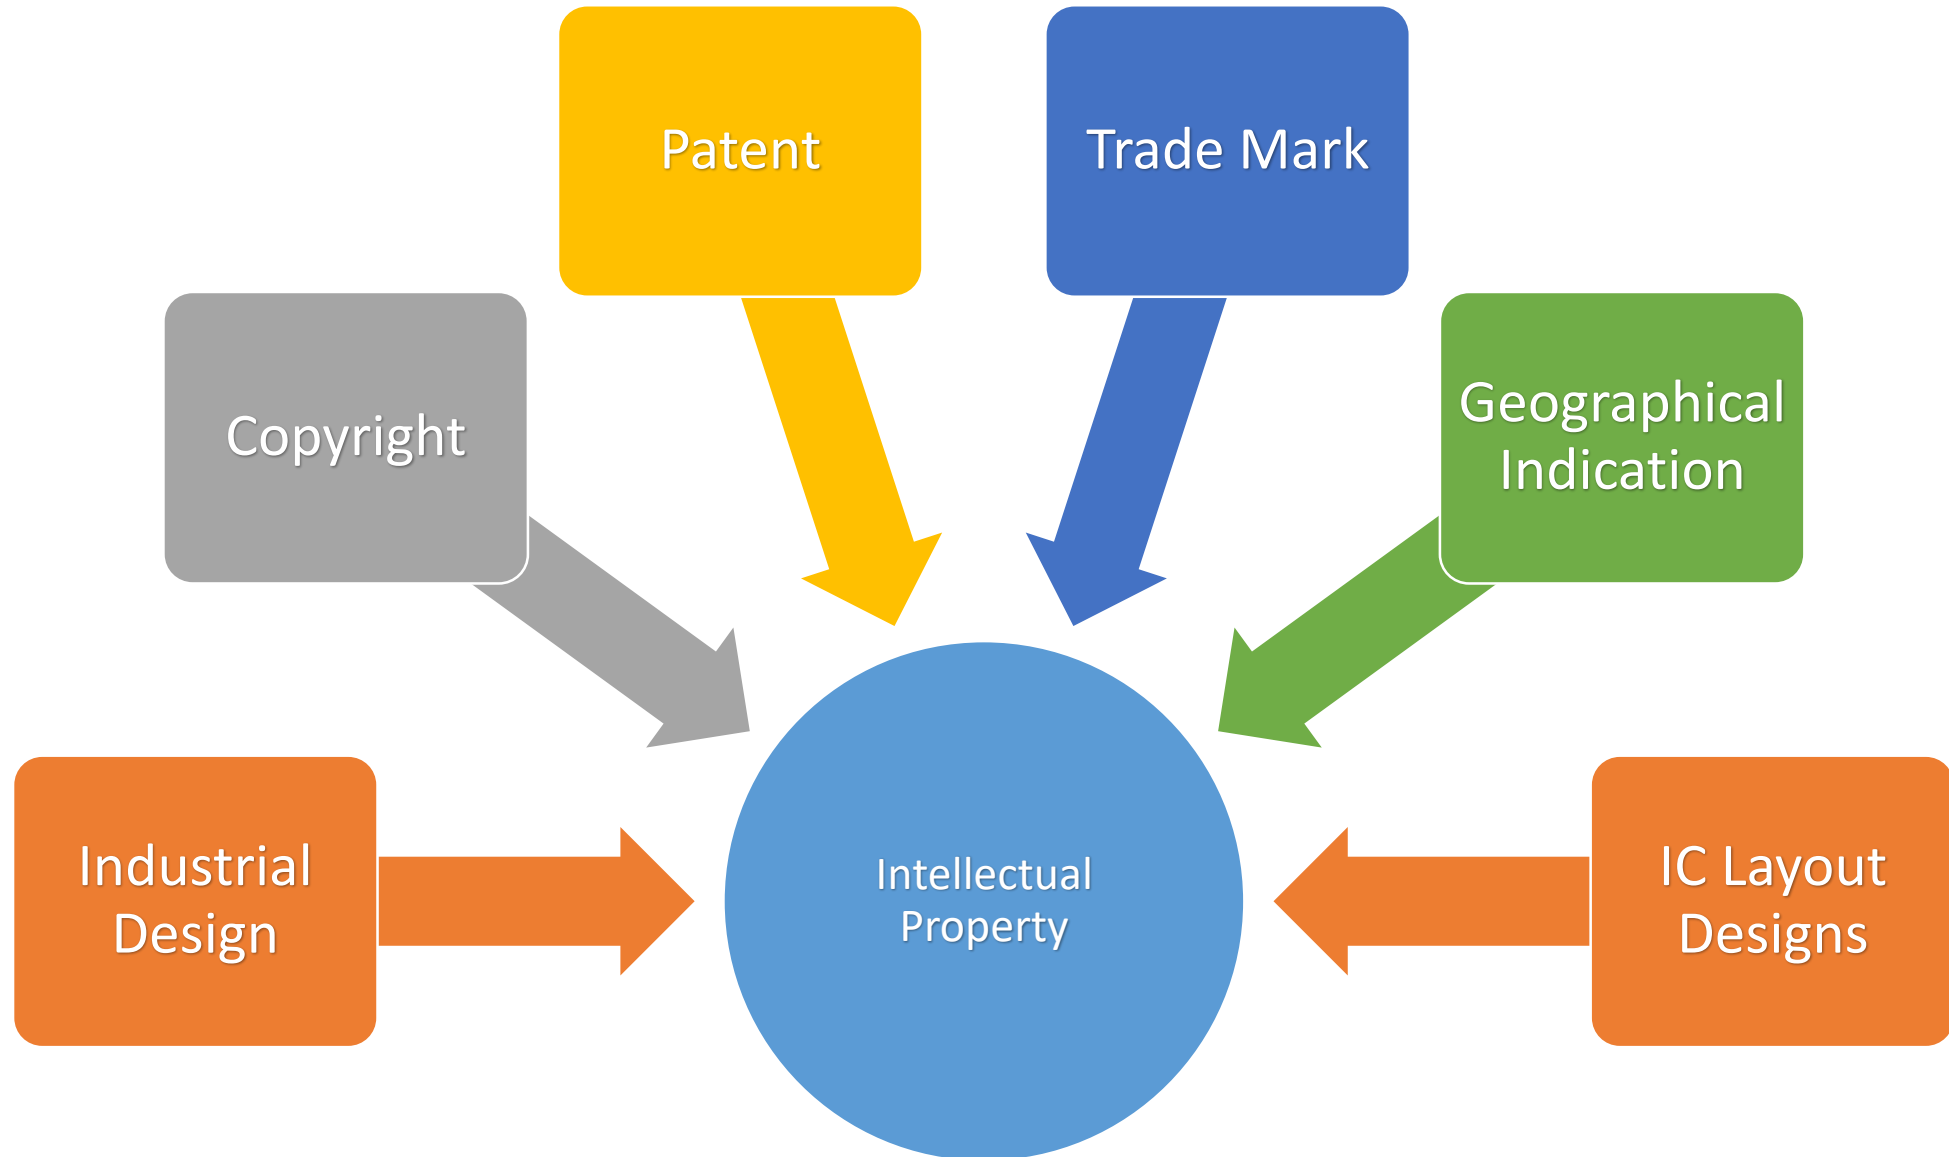 Patent
Trade Mark
Copyright
Geographical
Indication
Industrial
Design
Intellectual
Property
IC Layout
Designs